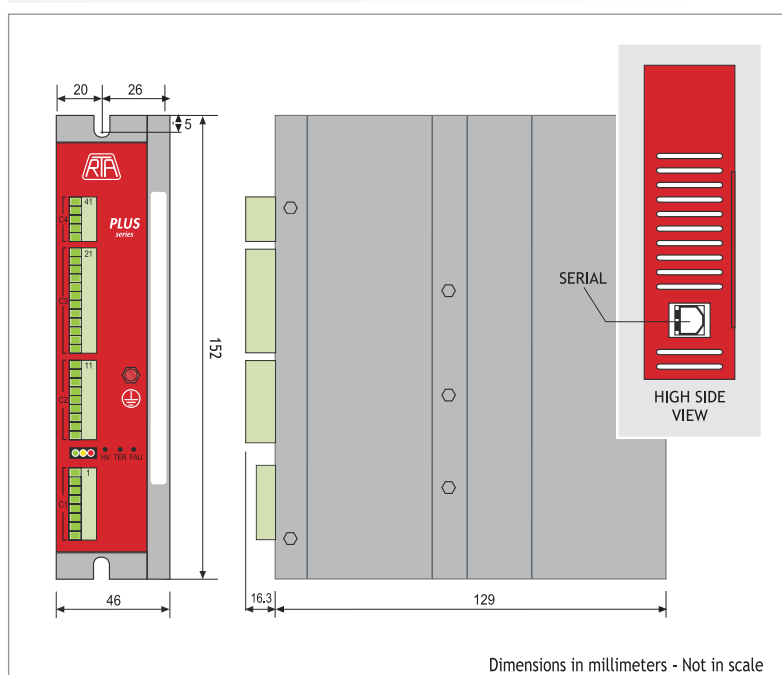 20
26
5
RTA
41
C4
PLUS
series
21
C3
SERIAL
152
11
C2
HIGH SIDE
VIEW
HV TER FAU
1
C1
46
16.3
129
Dimensions in millimeters - Not in scale